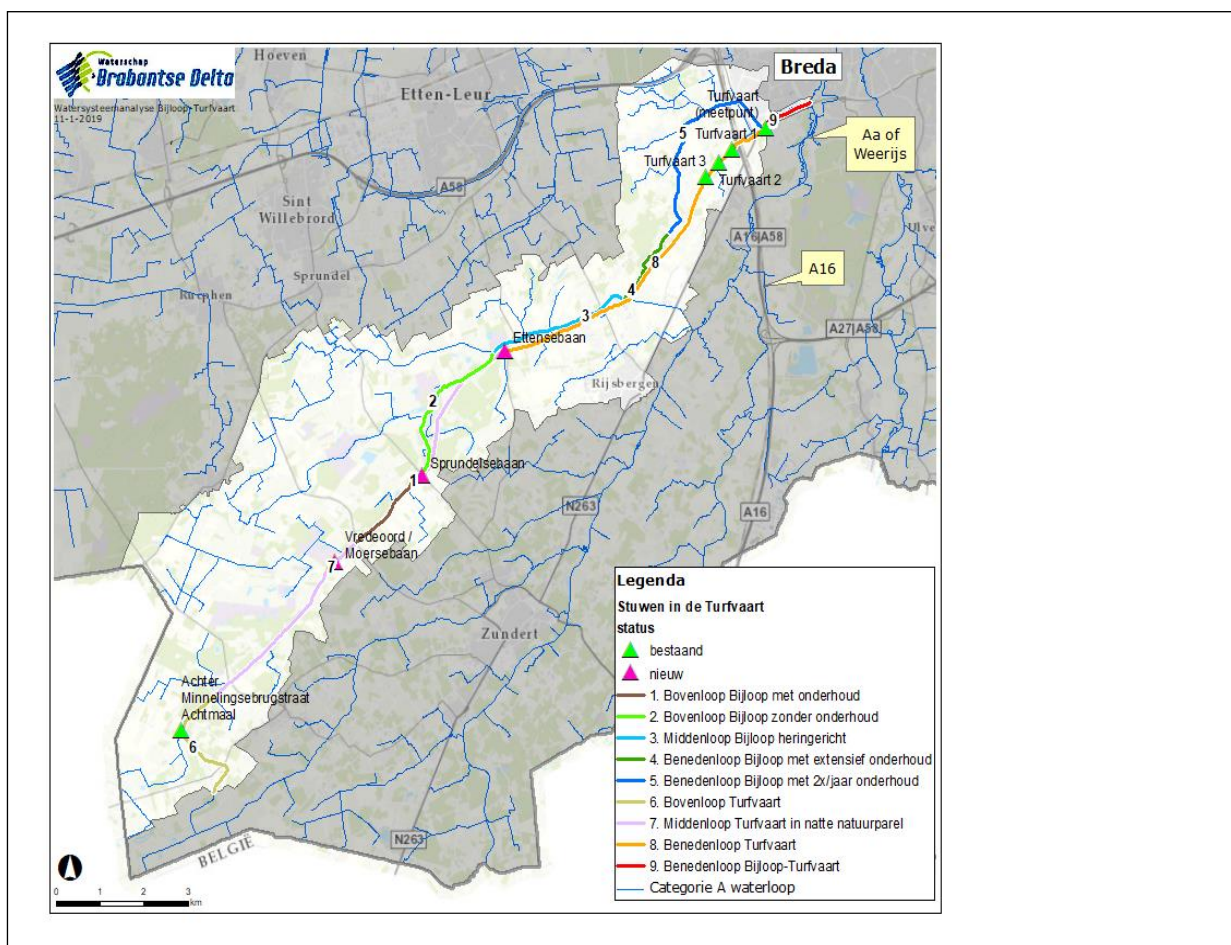 Waterschap
Brabantse Delta
Watersysteemanalyse Bijloop-Turfvaart
11-1-2019
Hoeven
Etten-Leur
Breda
Turfvaart
(meetpunt)
9
5
Turfvaart 1
Aa of
Weerijs
Turfvaart 3
Turfvaart 2
A58
Sint
Willebrord
A16|A58
Ulve
8
A16
Sprundel
Rucphen
4
3
A27|A58
Ettensebaan
Rijsbergen
2
Sprundelsebaan
1
N263
A16
Vredeoord /
Moersebaan
7
Zundert
Achter
Minnelingsebrugstraat
Achtmaal
6
N263
BELGIË
0 1 2 3
km
Legenda
Stuwen in de Turfvaart
status
bestaand
nieuw
1. Bovenloop Bijloop met onderhoud
2. Bovenloop Bijloop zonder onderhoud
3. Middenloop Bijloop heringericht
4. Benedenloop Bijloop met extensief onderhoud
5. Benedenloop Bijloop met 2x/jaar onderhoud
6. Bovenloop Turfvaart
7. Middenloop Turfvaart in natte natuurparel
8. Benedenloop Turfvaart
9. Benedenloop Bijloop-Turfvaart
Categorie A waterloop